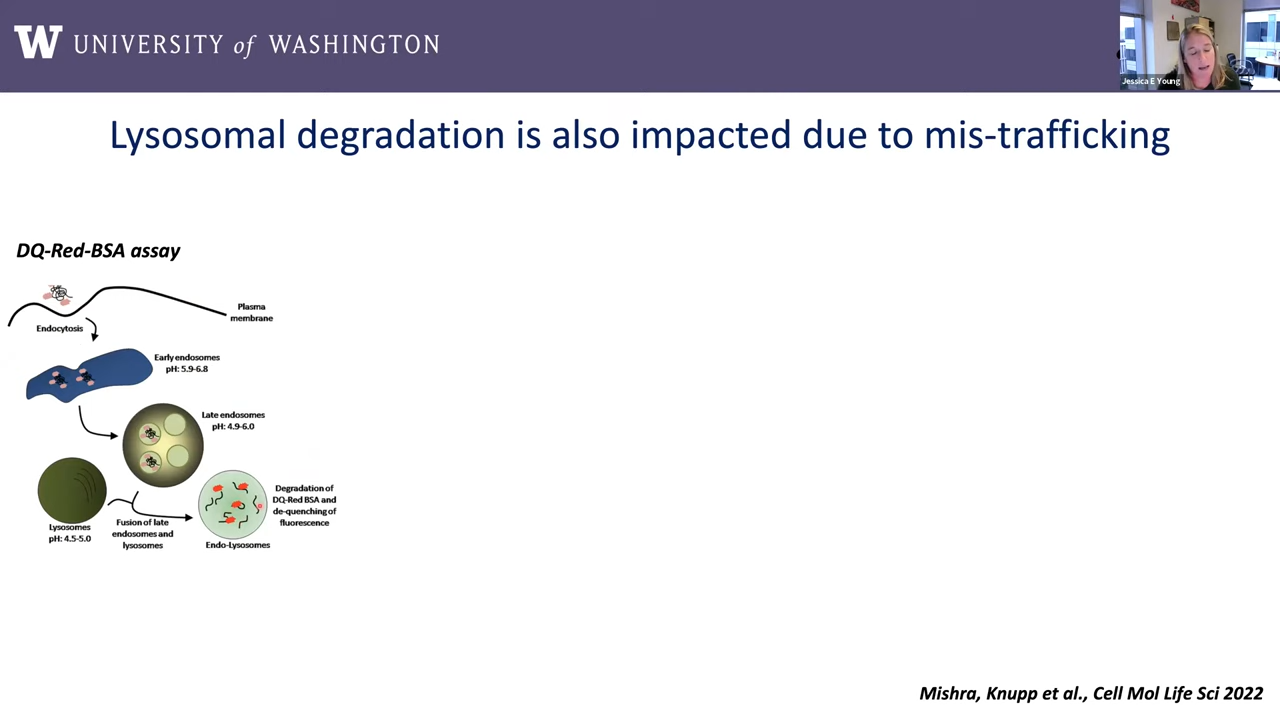 W UNIVERSITY of WASHINGTON
Jessica E Young
Lysosomal degradation is also impacted due to mis-trafficking
DQ-Red-BSA assay
Plasma
membrane
Endocytosis
Early endosomes
pH: 5.9-6.8
Late endosomes
pH: 4.9-6.0
Lysosomes
pH: 4.5-5.0
Fusion of late
endosomes and
lysosomes
Degradation of
DQ-Red BSA and
de-quenching of
fluorescence
Endo-Lysosomes
Mishra, Knupp et al., Cell Mol Life Sci 2022